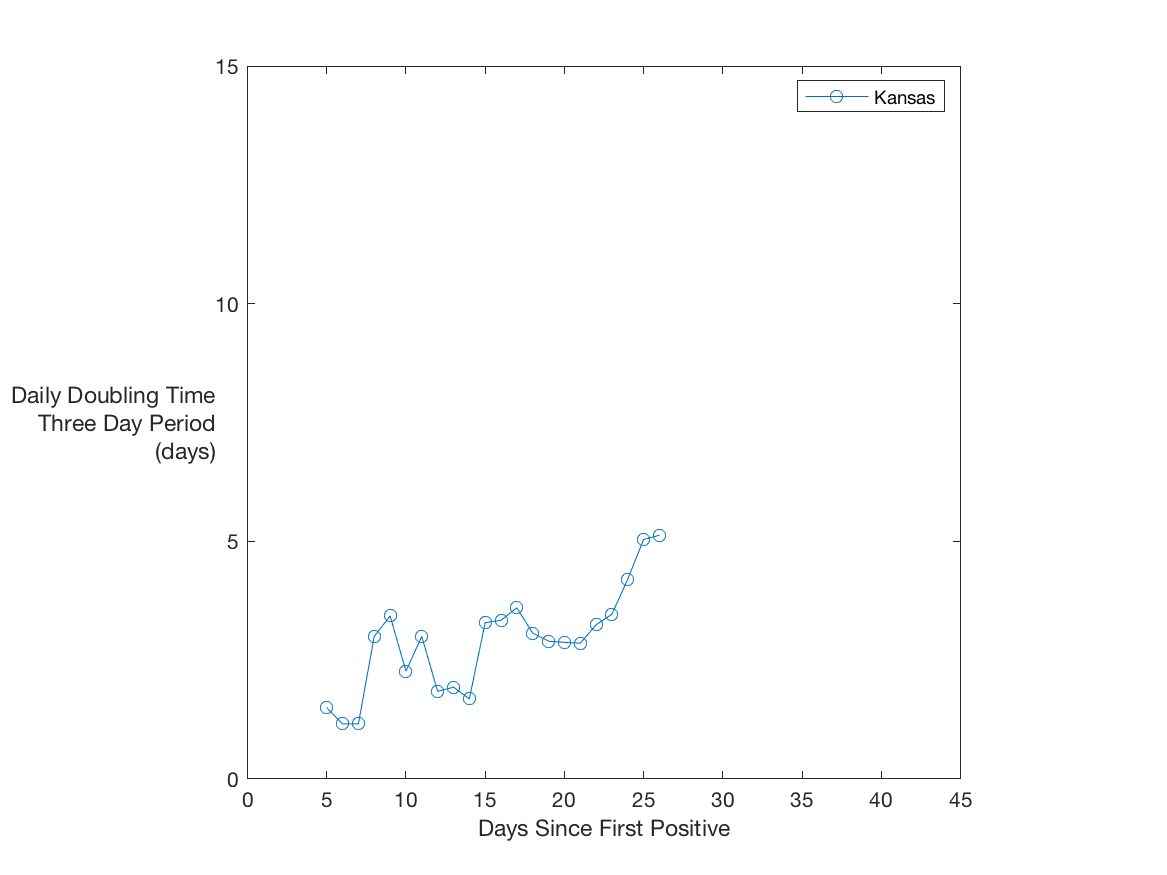 15
Kansas
10
Daily Doubling Time
Three Day Period
(days)
5
0
0 5 10 15 20 25 30 35 40 45
Days Since First Positive